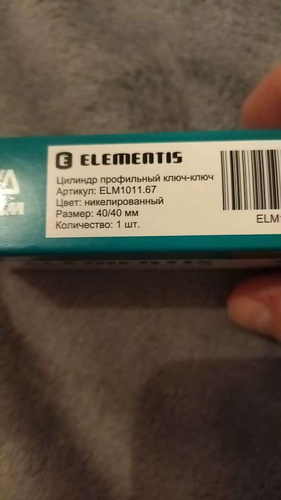 ELEMENTIS
Цилиндр профильный ключ-ключ
Артикул: ELM1011.67
Цвет: никелированный
Размер: 40/40 мм
Количество: 1 шт.